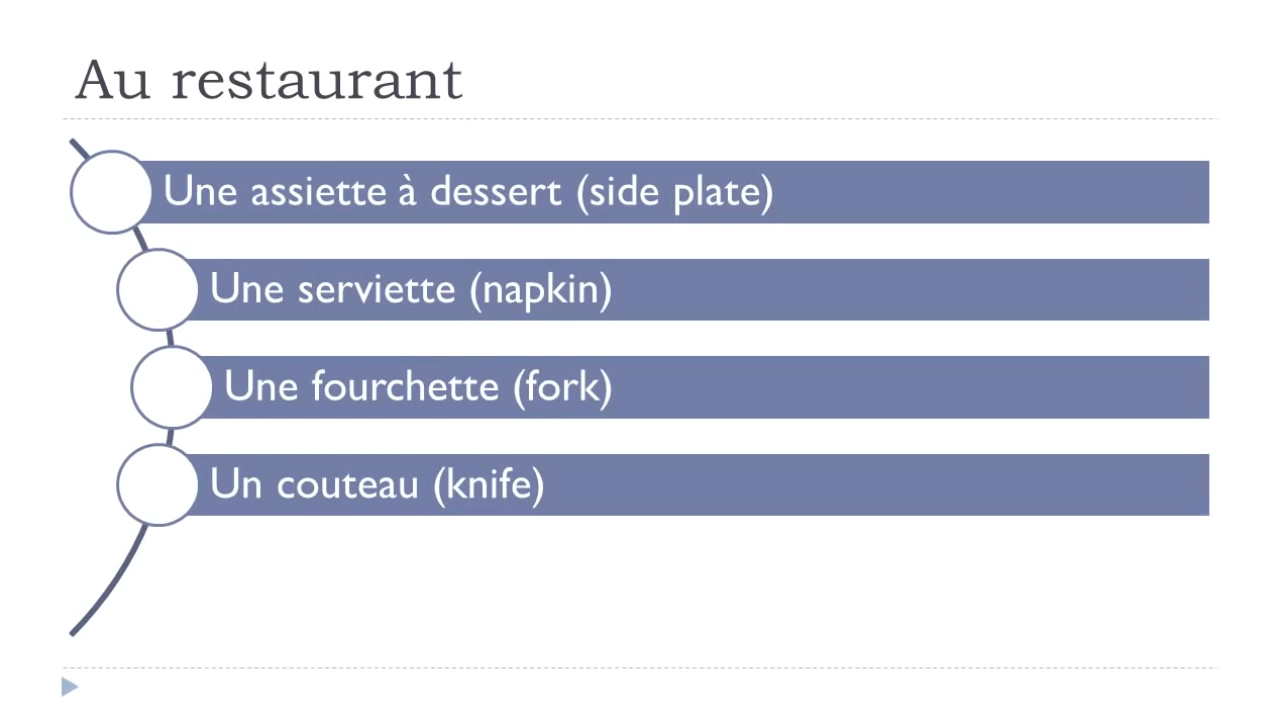 Au restaurant
Une assiette à dessert (side plate)
Une serviette (napkin)
Une fourchette (fork)
Un couteau (knife)